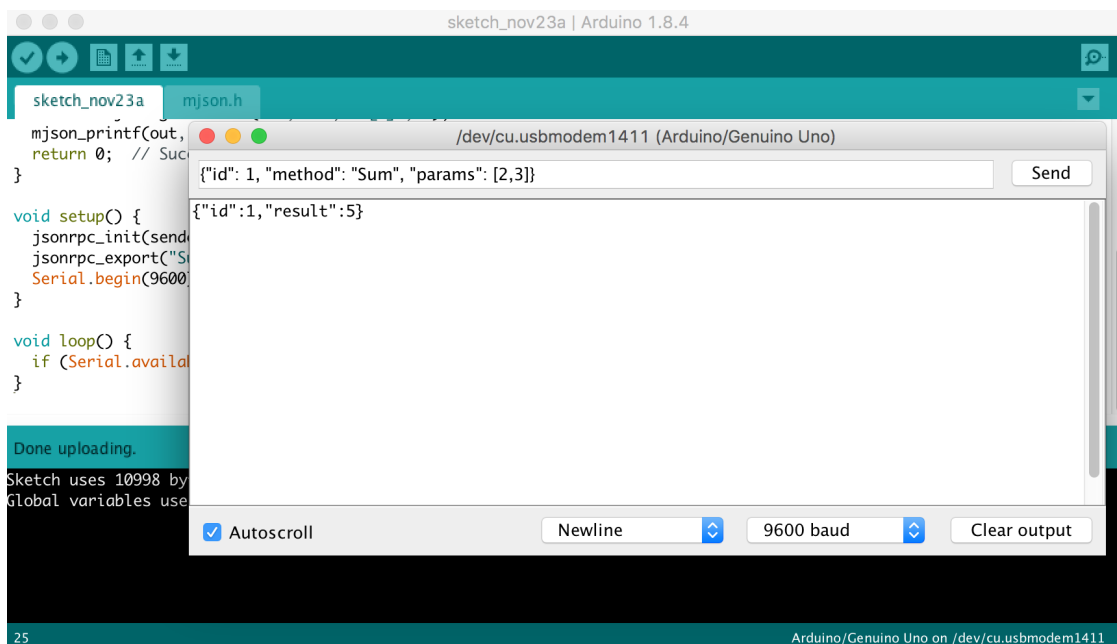 sketch_nov23a | Arduino 1.8.4
sketch_nov23a
mjson.h
mjson_printf(out,
return 0; // Suc
}
void setup() {
jsonrpc_init(send
jsonrpc_export("S
Serial.begin(9600
}
void loop() {
if (Serial.availa
}
/dev/cu.usbmodem1411 (Arduino/Genuino Uno)
{"id": 1, "method": "Sum", "params": [2,3]}
Send
{"id":1,"result":5}
Autoscroll
Newline
9600 baud
Clear output
Done uploading.
Sketch uses 10998 by
Global variables use
25
Arduino/Genuino Uno on /dev/cu.usbmodem1411